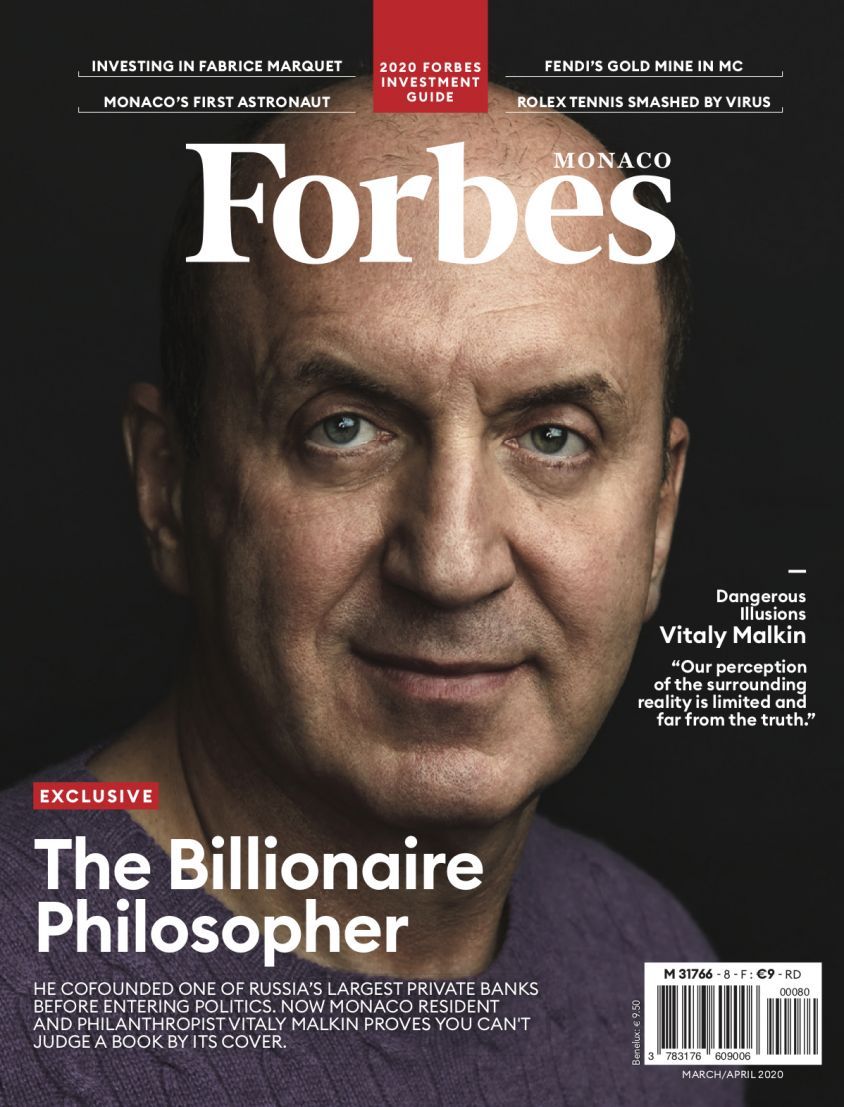 INVESTING IN FABRICE MARQUET
MONACO'S FIRST ASTRONAUT
2020 FORBES
INVESTMENT
GUIDE
FENDI'S GOLD MINE IN MC
ROLEX TENNIS SMASHED BY VIRUS
MONACO
Forbes
Dangerous
Illusions
Vitaly Malkin
“Our perception
of the surrounding
reality is limited and
far from the truth.”
EXCLUSIVE
The Billionaire
Philosopher
HE COFOUNDED ONE OF RUSSIA'S LARGEST PRIVATE BANKS
BEFORE ENTERING POLITICS. NOW MONACO RESIDENT
AND PHILANTHROPIST VITALY MALKIN PROVES YOU CAN'T
JUDGE A BOOK BY ITS COVER.
Benelux: € 9.50
M 31766 - 8 - F : €9 - RD
00080
3 783176 609006
MARCH/APRIL 2020